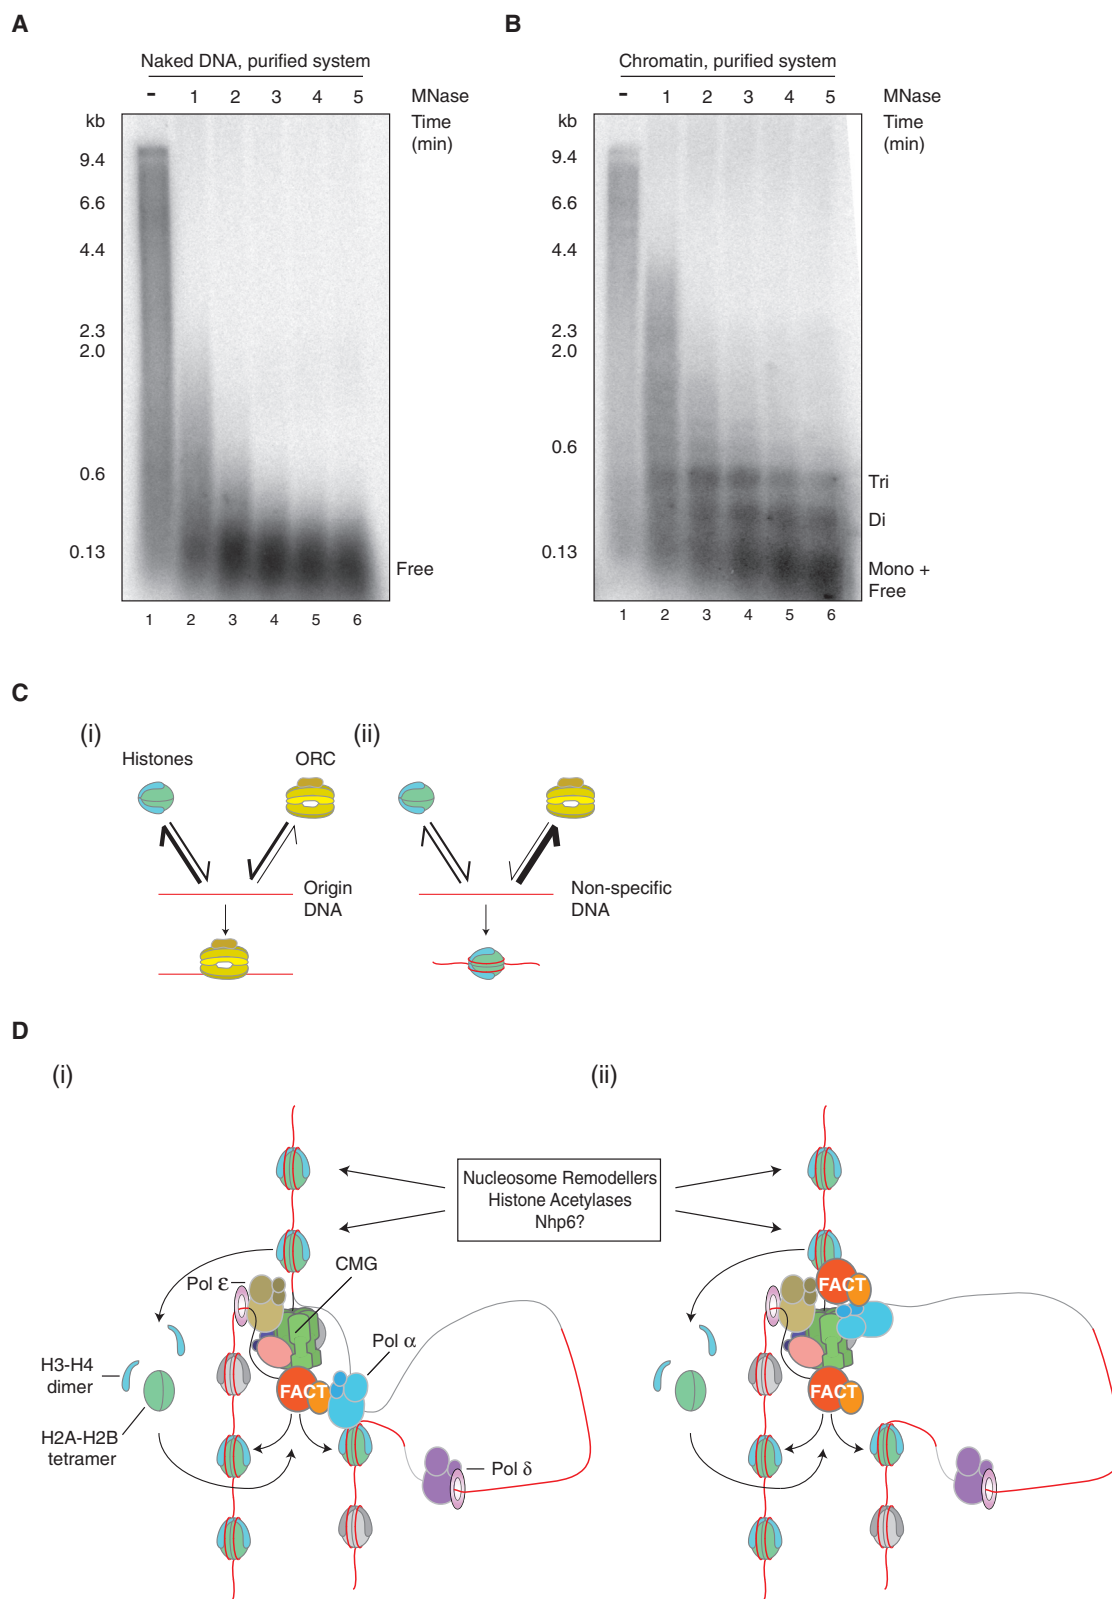 A
Naked DNA, purified system
- 1 2 3 4 5 MNase
Time
(min)
kb
9.4
6.6
4.4
2.3
2.0
0.6
0.13
Free
1 2 3 4 5 6
B
Chromatin, purified system
- 1 2 3 4 5 MNase
Time
(min)
kb
9.4
6.6
4.4
2.3
2.0
0.6
0.13
Tri
Di
Mono +
Free
1 2 3 4 5 6
C
(i)
Histones
ORC
Origin
DNA
(ii)
Non-specific
DNA
D
(i)
(ii)
Nucleosome Remodellers
Histone Acetylases
Nhp6?
Pol ε
CMG
Pol α
H3-H4
dimer
FACT
H2A-H2B
tetramer
Pol δ
FACT
FACT